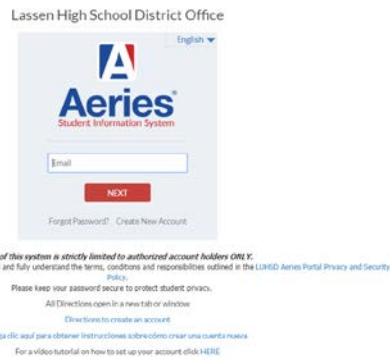 Lassen High School District Office
English
A
Aeries
Student Information System
Email
NEXT
Forgot Password? Create New Account
of this system is strictly limited to authorized account holders ONLY.
and fully understand the terms, conditions and responsibilities outlined in the LUHSD Aeries Portal Privacy and Security
Policy.
Please keep your password secure to protect student privacy.
All Directions open in a new tab or window
Directions to create an account
ga clic aquí para obtener instrucciones sobre cómo crear una cuenta nueva
For a video tutorial on how to set up your account click HERE